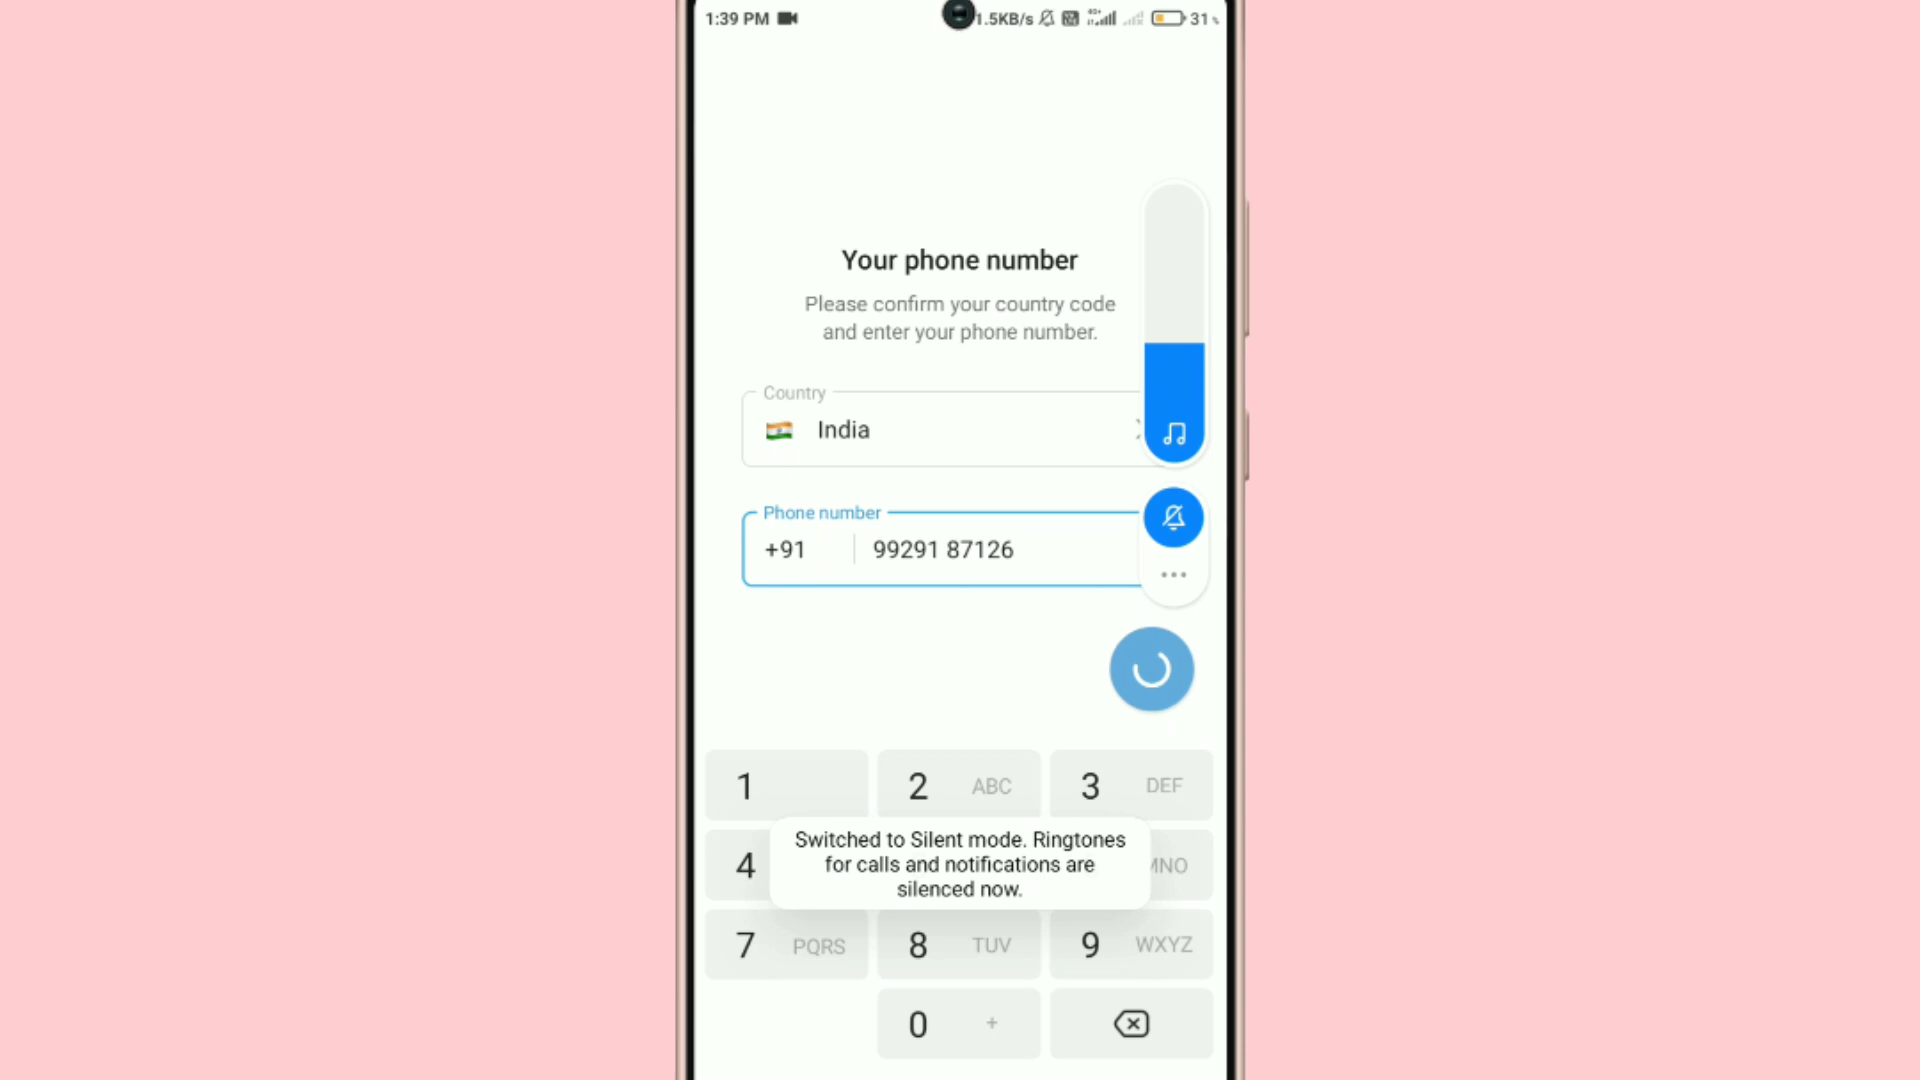 1:39 PM 1.5KB/s 31
Your phone number
Please confirm your country code
and enter your phone number.
Country
India
Phone number
+91 99291 87126
1 2 ABC 3 DEF
Switched to Silent mode. Ringtones
for calls and notifications are
silenced now.
4 MNO
7 PQRS 8 TUV 9 WXYZ
0 +